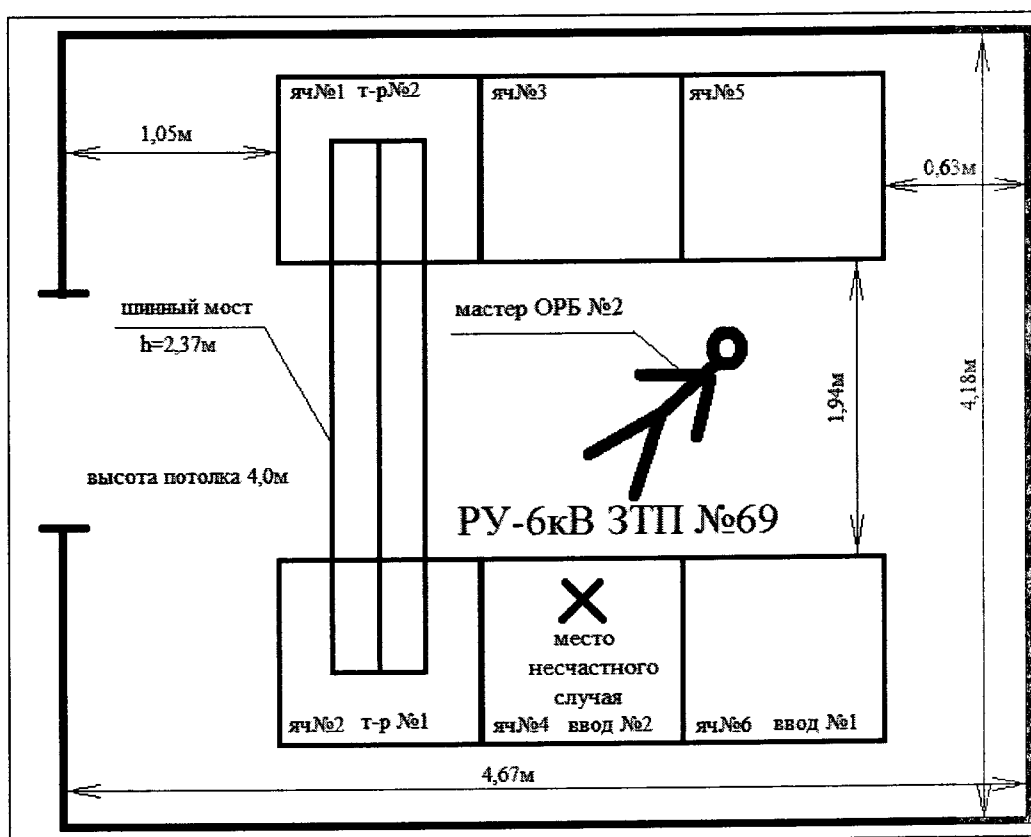 яч№1 т-р№2
яч№3
яч№5
1,05м
0,63м
шинный мост
h=2,37м
мастер ОРБ №2
1,94м
4,18м
высота потолка 4,0м
РУ-6кВ ЗТП №69
место
несчастного
случая
яч№2 т-р №1
яч№4 ввод №2
яч№6 ввод №1
4,67м